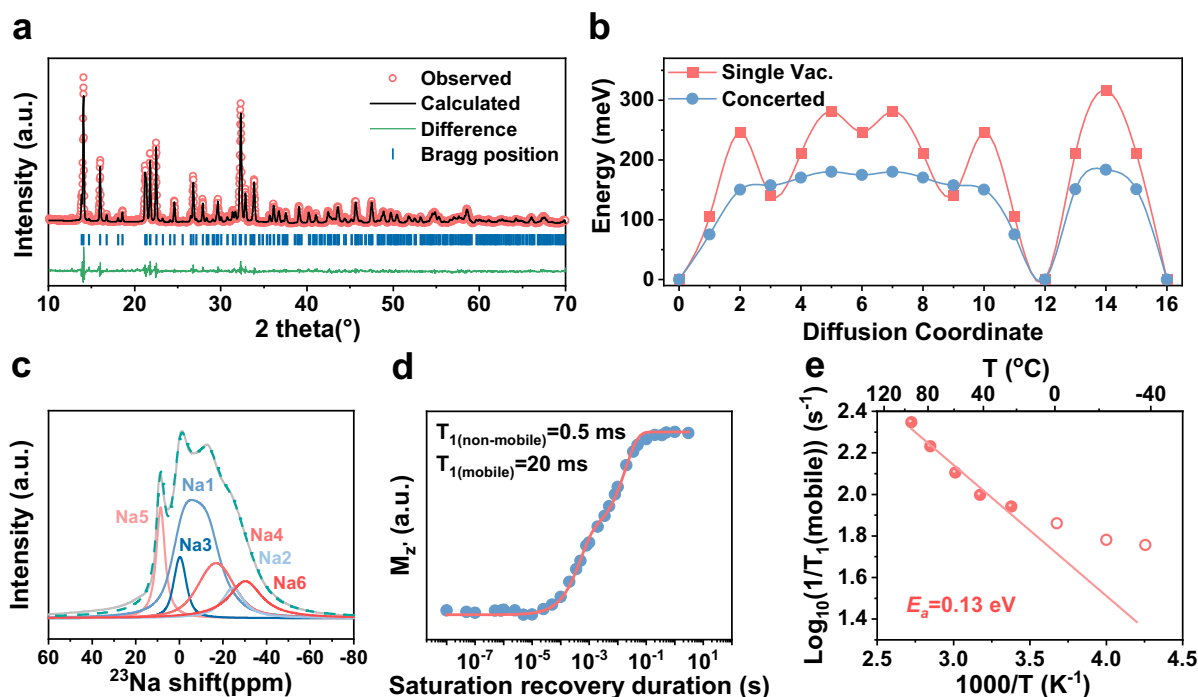 a
Intensity (a.u.)
Observed
Calculated
Difference
Bragg position
10 20 30 40 50 60 70
2 theta(°)
b
Energy (meV)
Single Vac.
Concerted
300
200
100
0
0 2 4 6 8 10 12 14 16
Diffusion Coordinate
c
Intensity (a.u.)
Na5
Na1
Na3
Na4
Na2
Na6
60 40 20 0 -20 -40 -60 -80
²³Na shift(ppm)
d
M_z' (a.u.)
T₁₍non-mobile₎=0.5 ms
T₁₍mobile₎=20 ms
10⁻⁷ 10⁻⁵ 10⁻³ 10⁻¹ 10¹
Saturation recovery duration (s)
e
T (°C)
120 80 40 0 -40
Log₁₀(1/T₁(mobile)) (s⁻¹)
2.4
2.2
2.0
1.8
1.6
1.4
Eₐ=0.13 eV
2.5 3.0 3.5 4.0 4.5
1000/T (K⁻¹)